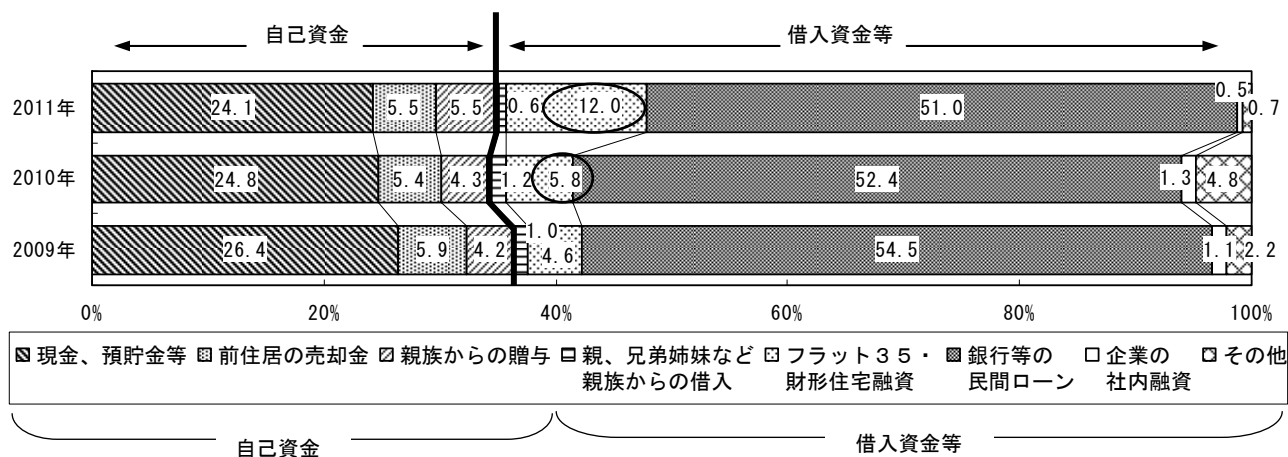 自己資金 借入資金等
2011年 24.1 5.5 5.5 0.6 12.0 51.0 0.5 0.7
2010年 24.8 5.4 4.3 1.2 5.8 52.4 1.3 4.8
2009年 26.4 5.9 4.2 1.0 4.6 54.5 1.1 2.2
0% 20% 40% 60% 80% 100%
現金、預貯金等 前住居の売却金 親族からの贈与 親、兄弟姉妹など フラット35・ 銀行等の 企業の その他
親族からの借入 財形住宅融資 民間ローン 社内融資
自己資金 借入資金等